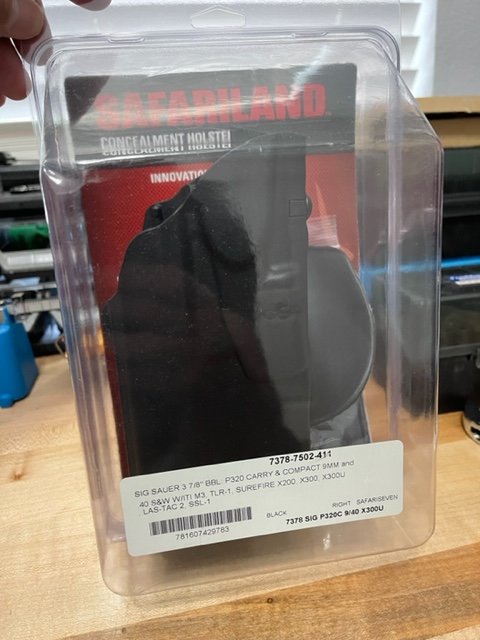 SAFARILAND
CONCEALMENT HOLSTER
INNOVATION
7378-7502-411
SIG SAUER 3 7/8" BBL. P320 CARRY & COMPACT 9MM and
40 S&W W/ITI M3, TLR-1, SUREFIRE X200, X300, X300U
LAS-TAC 2, SSL-1
BLACK RIGHT SAFARISEVEN
781607429783
7378 SIG P320C 9/40 X300U